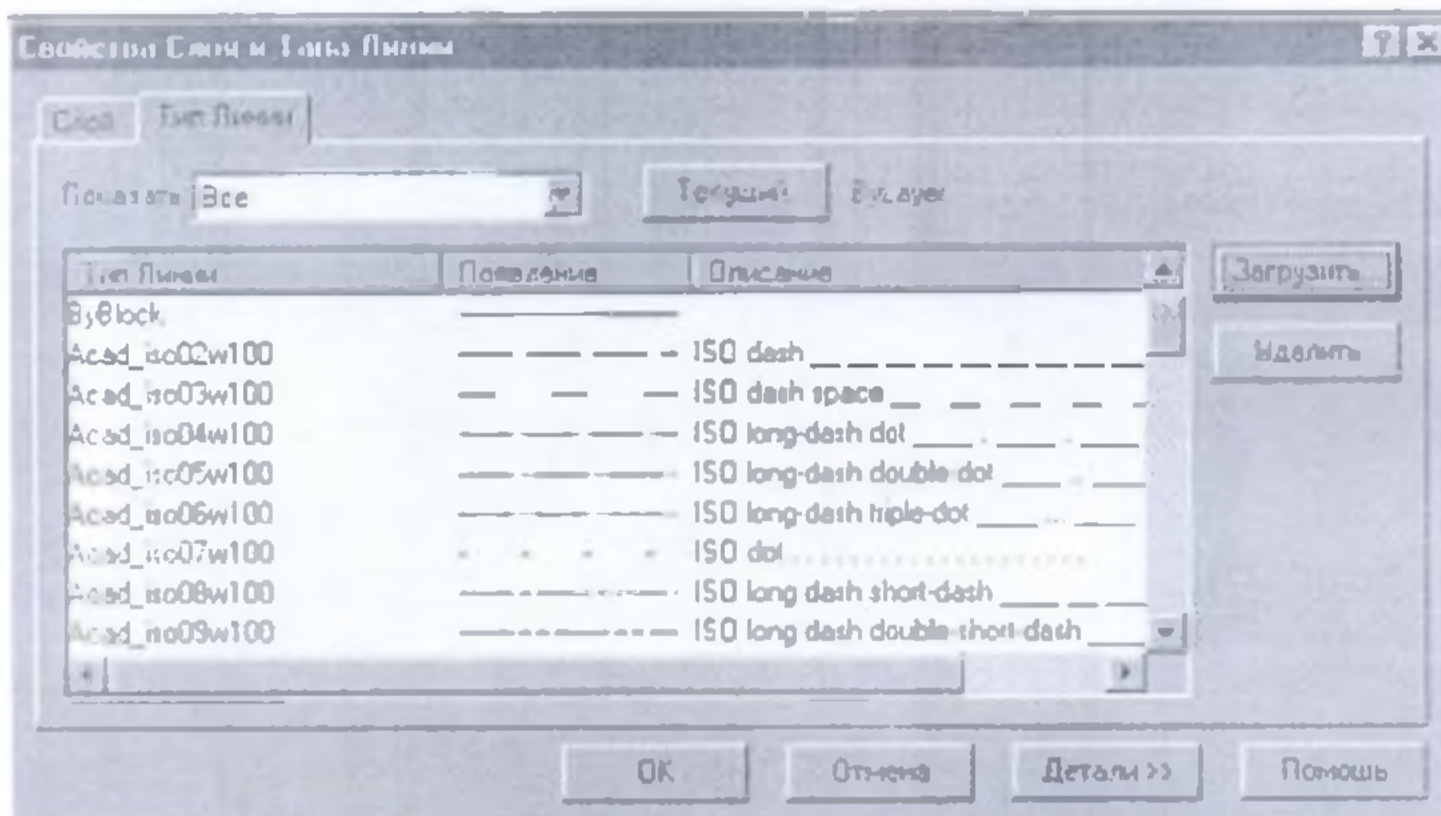 Свойства Слоя и Типа Линии
Слой Тип Линии
Показать Все Текущий ByLayer
Тип Линии Появление Описание
Загрузить...
ByBlock
Acad_iso02w100 ISO dash
Удалить
Acad_iso03w100 ISO dash space
Acad_iso04w100 ISO long-dash dot
Acad_iso05w100 ISO long-dash double-dot
Acad_iso06w100 ISO long-dash triple-dot
Acad_iso07w100 ISO dot
Acad_iso08w100 ISO long dash short-dash
Acad_iso09w100 ISO long dash double-short-dash
OK Отмена Детали >> Помощь